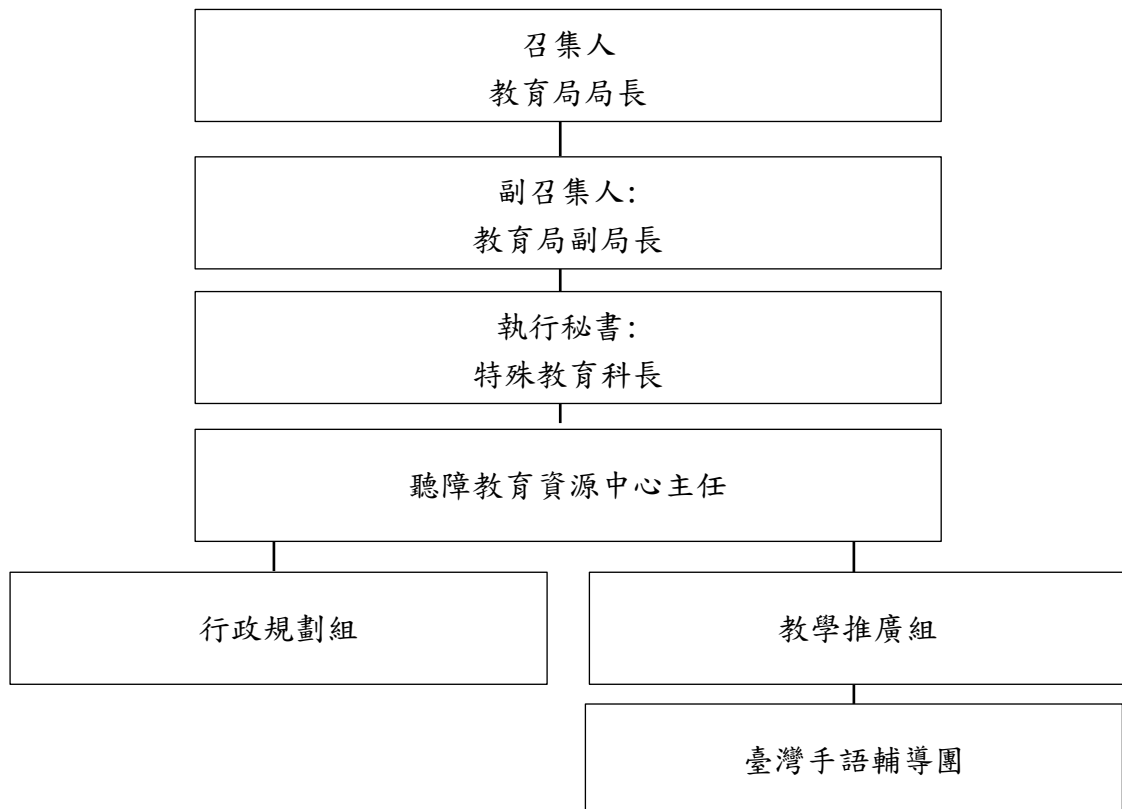 召集人
教育局局長
副召集人:
教育局副局長
執行秘書:
特殊教育科長
聽障教育資源中心主任
行政規劃組
教學推廣組
臺灣手語輔導團